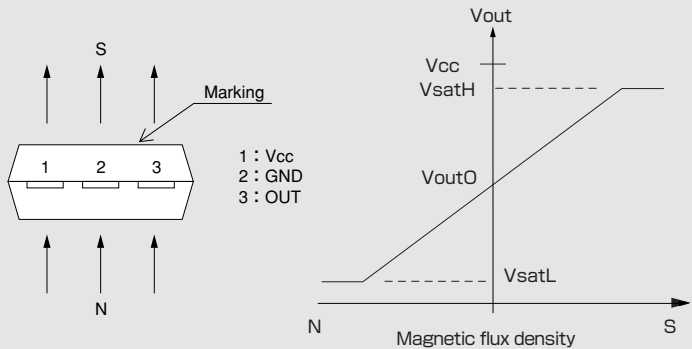 S
Marking
1 2 3
1 : Vcc
2 : GND
3 : OUT
N
Vout
Vcc
VsatH
VoutO
VsatL
N
S
Magnetic flux density